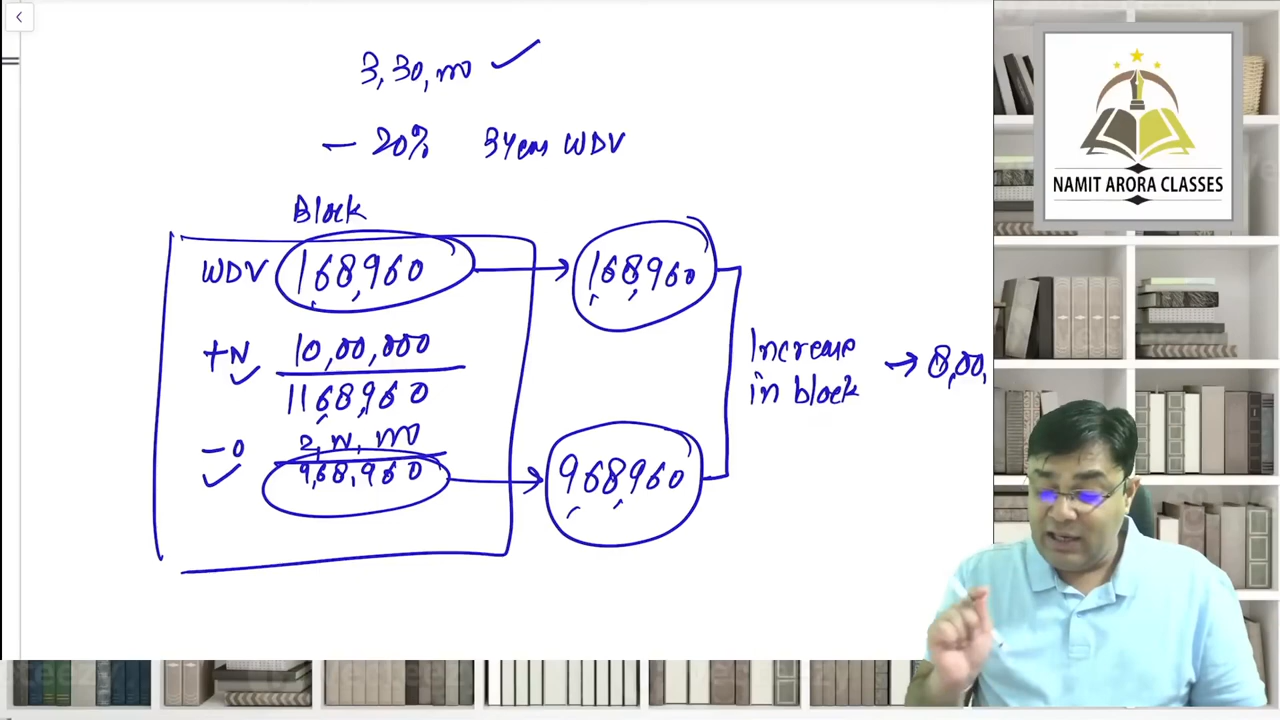 3,30,000
- 20% 3 years WDV
Block
WDV 168,960
168,960
+N 10,00,000
1168,960
Increase
in block → 8,00,
-0 2,00,000
968,960
968960
NAMIT ARORA CLASSES